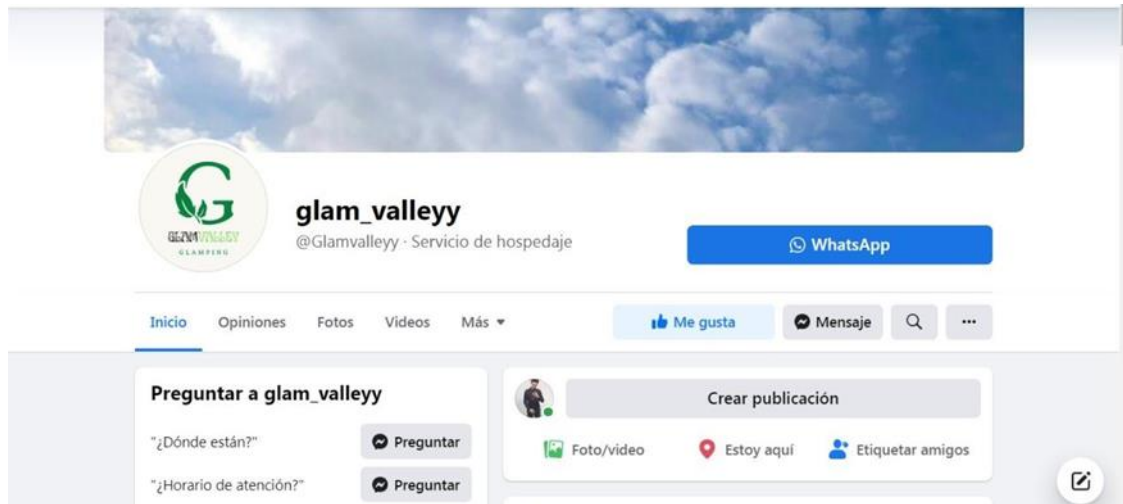 GLAMVALLEY
GLAMPING
glam_valleyy
@Glamvalleyy · Servicio de hospedaje
WhatsApp
Inicio Opiniones Fotos Videos Más
Me gusta Mensaje
Preguntar a glam_valleyy
Crear publicación
"¿Dónde están?" Preguntar
Foto/video Estoy aquí Etiquetar amigos
"¿Horario de atención?" Preguntar